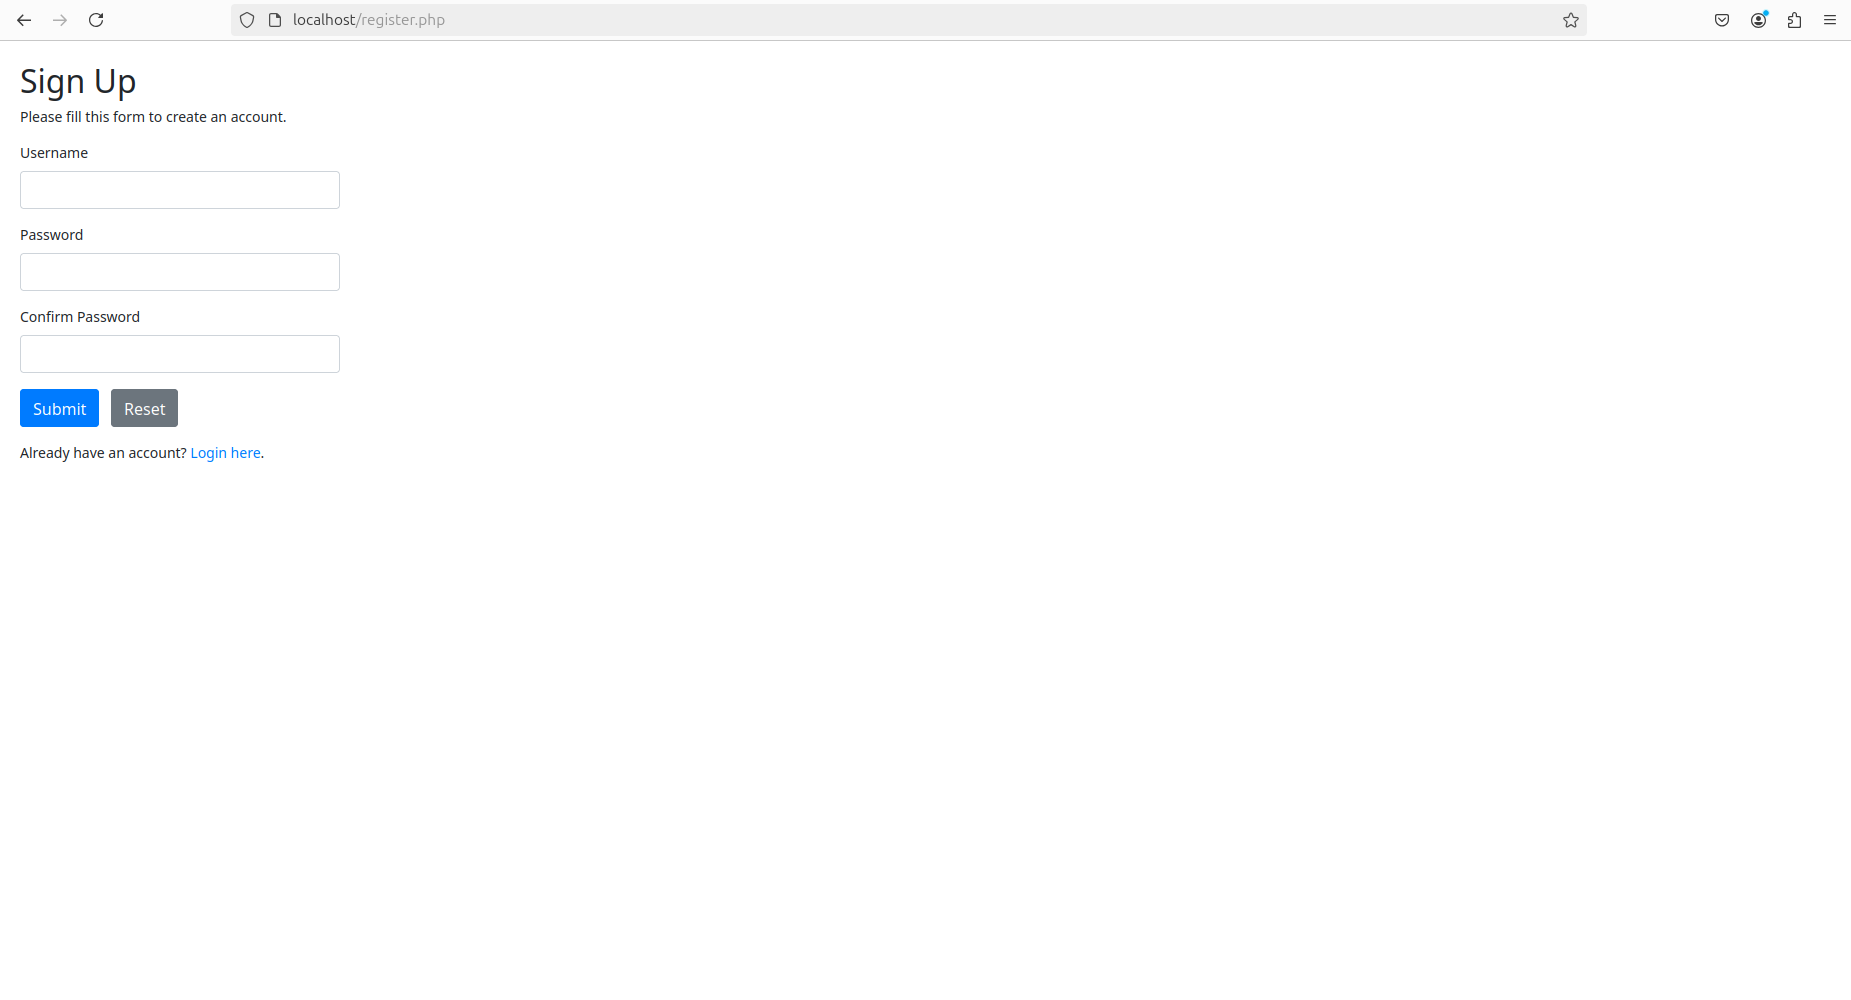 localhost/register.php
Sign Up
Please fill this form to create an account.
Username
Password
Confirm Password
Submit Reset
Already have an account? Login here.